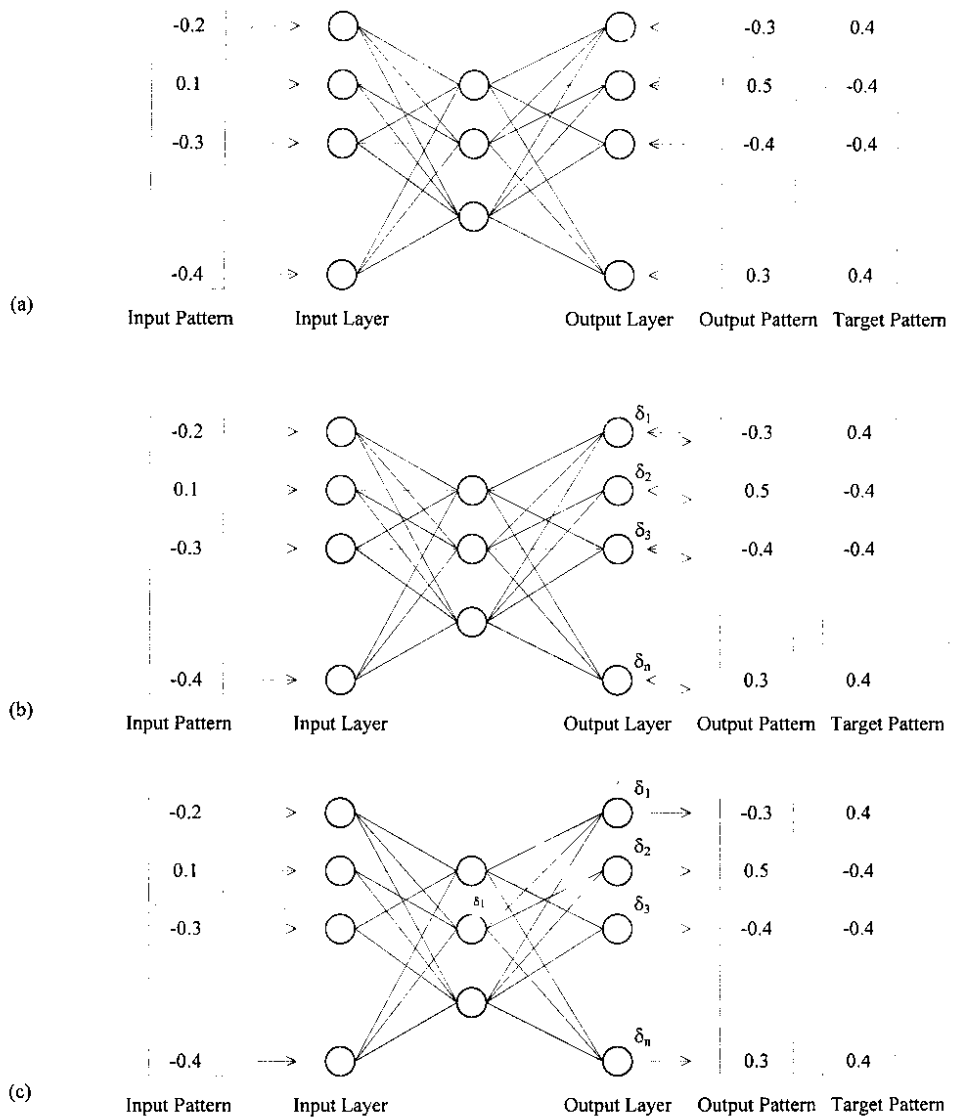 -0.2 -0.3 0.4
0.1 0.5 -0.4
-0.3 -0.4 -0.4
-0.4 0.3 0.4
(a)
Input Pattern Input Layer Output Layer Output Pattern Target Pattern
δ1
-0.2 -0.3 0.4
δ2
0.1 0.5 -0.4
δ3
-0.3 -0.4 -0.4
δn
-0.4 0.3 0.4
(b)
Input Pattern Input Layer Output Layer Output Pattern Target Pattern
δ1
-0.2 -0.3 0.4
δ2
0.1 0.5 -0.4
δ1 δ3
-0.3 -0.4 -0.4
δn
-0.4 0.3 0.4
(c)
Input Pattern Input Layer Output Layer Output Pattern Target Pattern